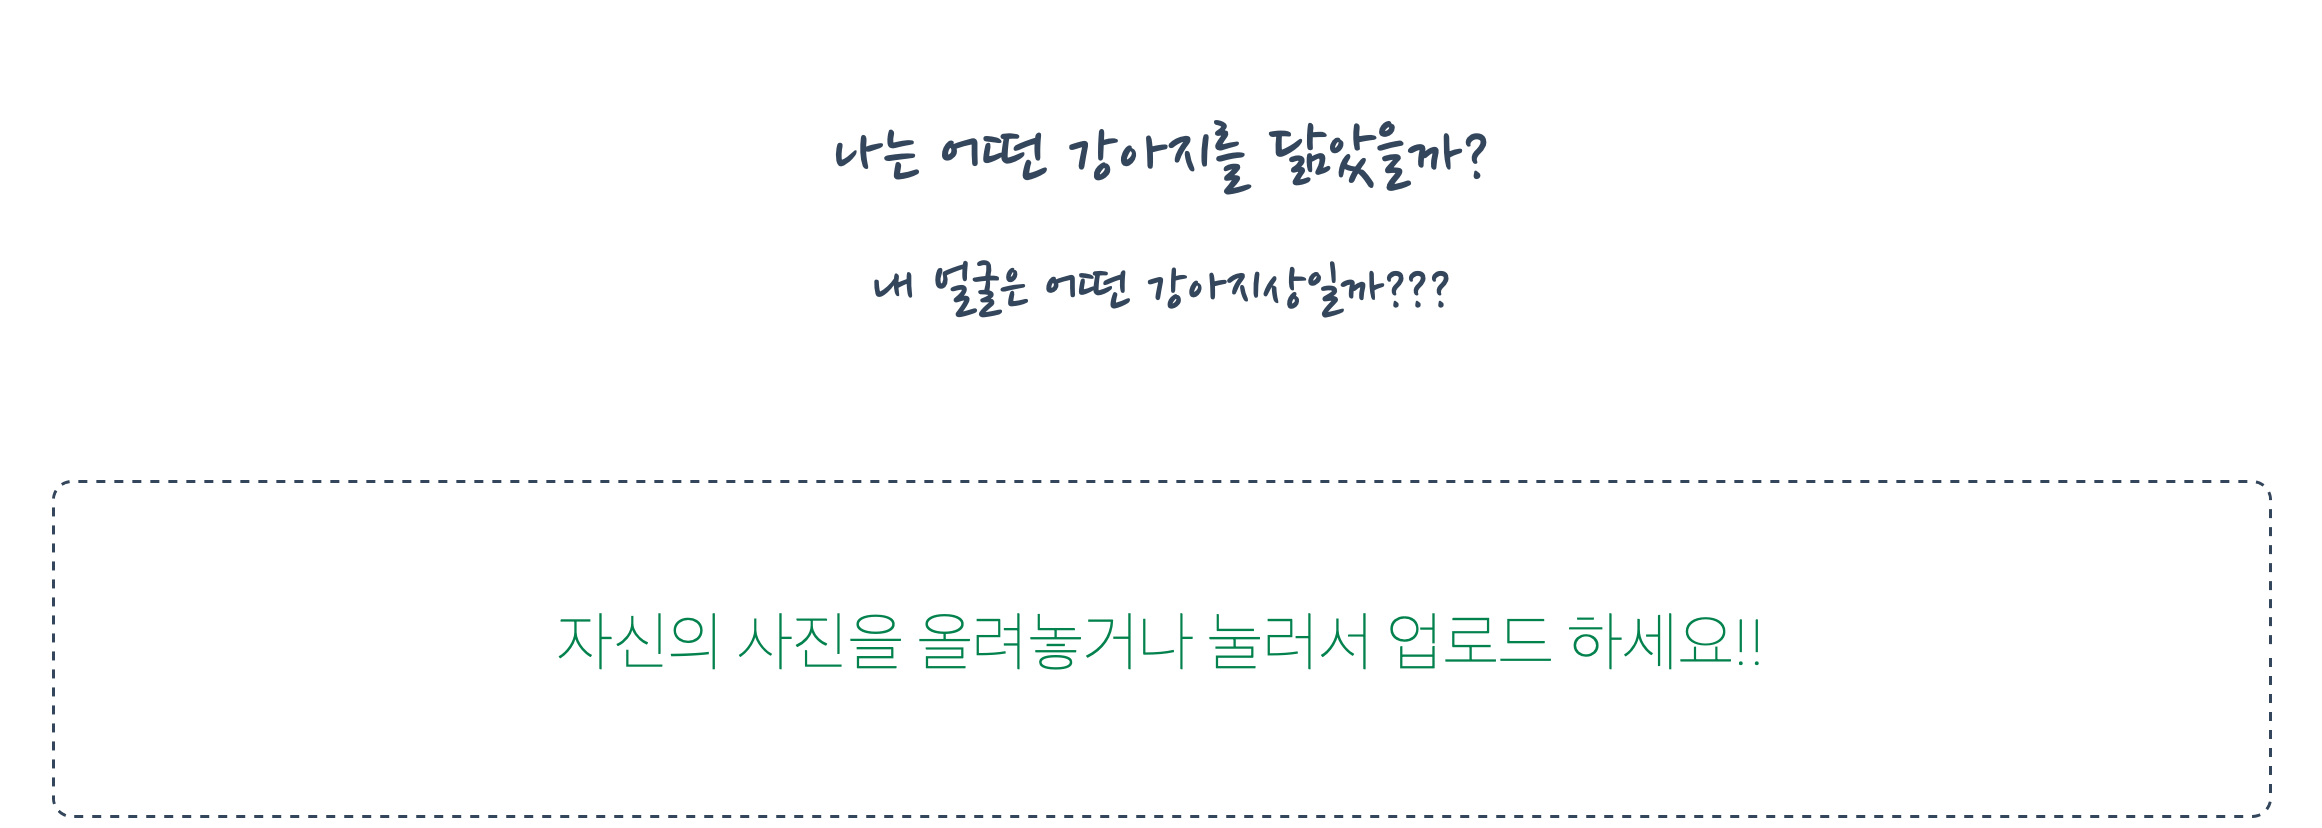 나는 어떤 강아지를 닮았을까?
내 얼굴은 어떤 강아지상일까???
자신의 사진을 올려놓거나 눌러서 업로드 하세요!!